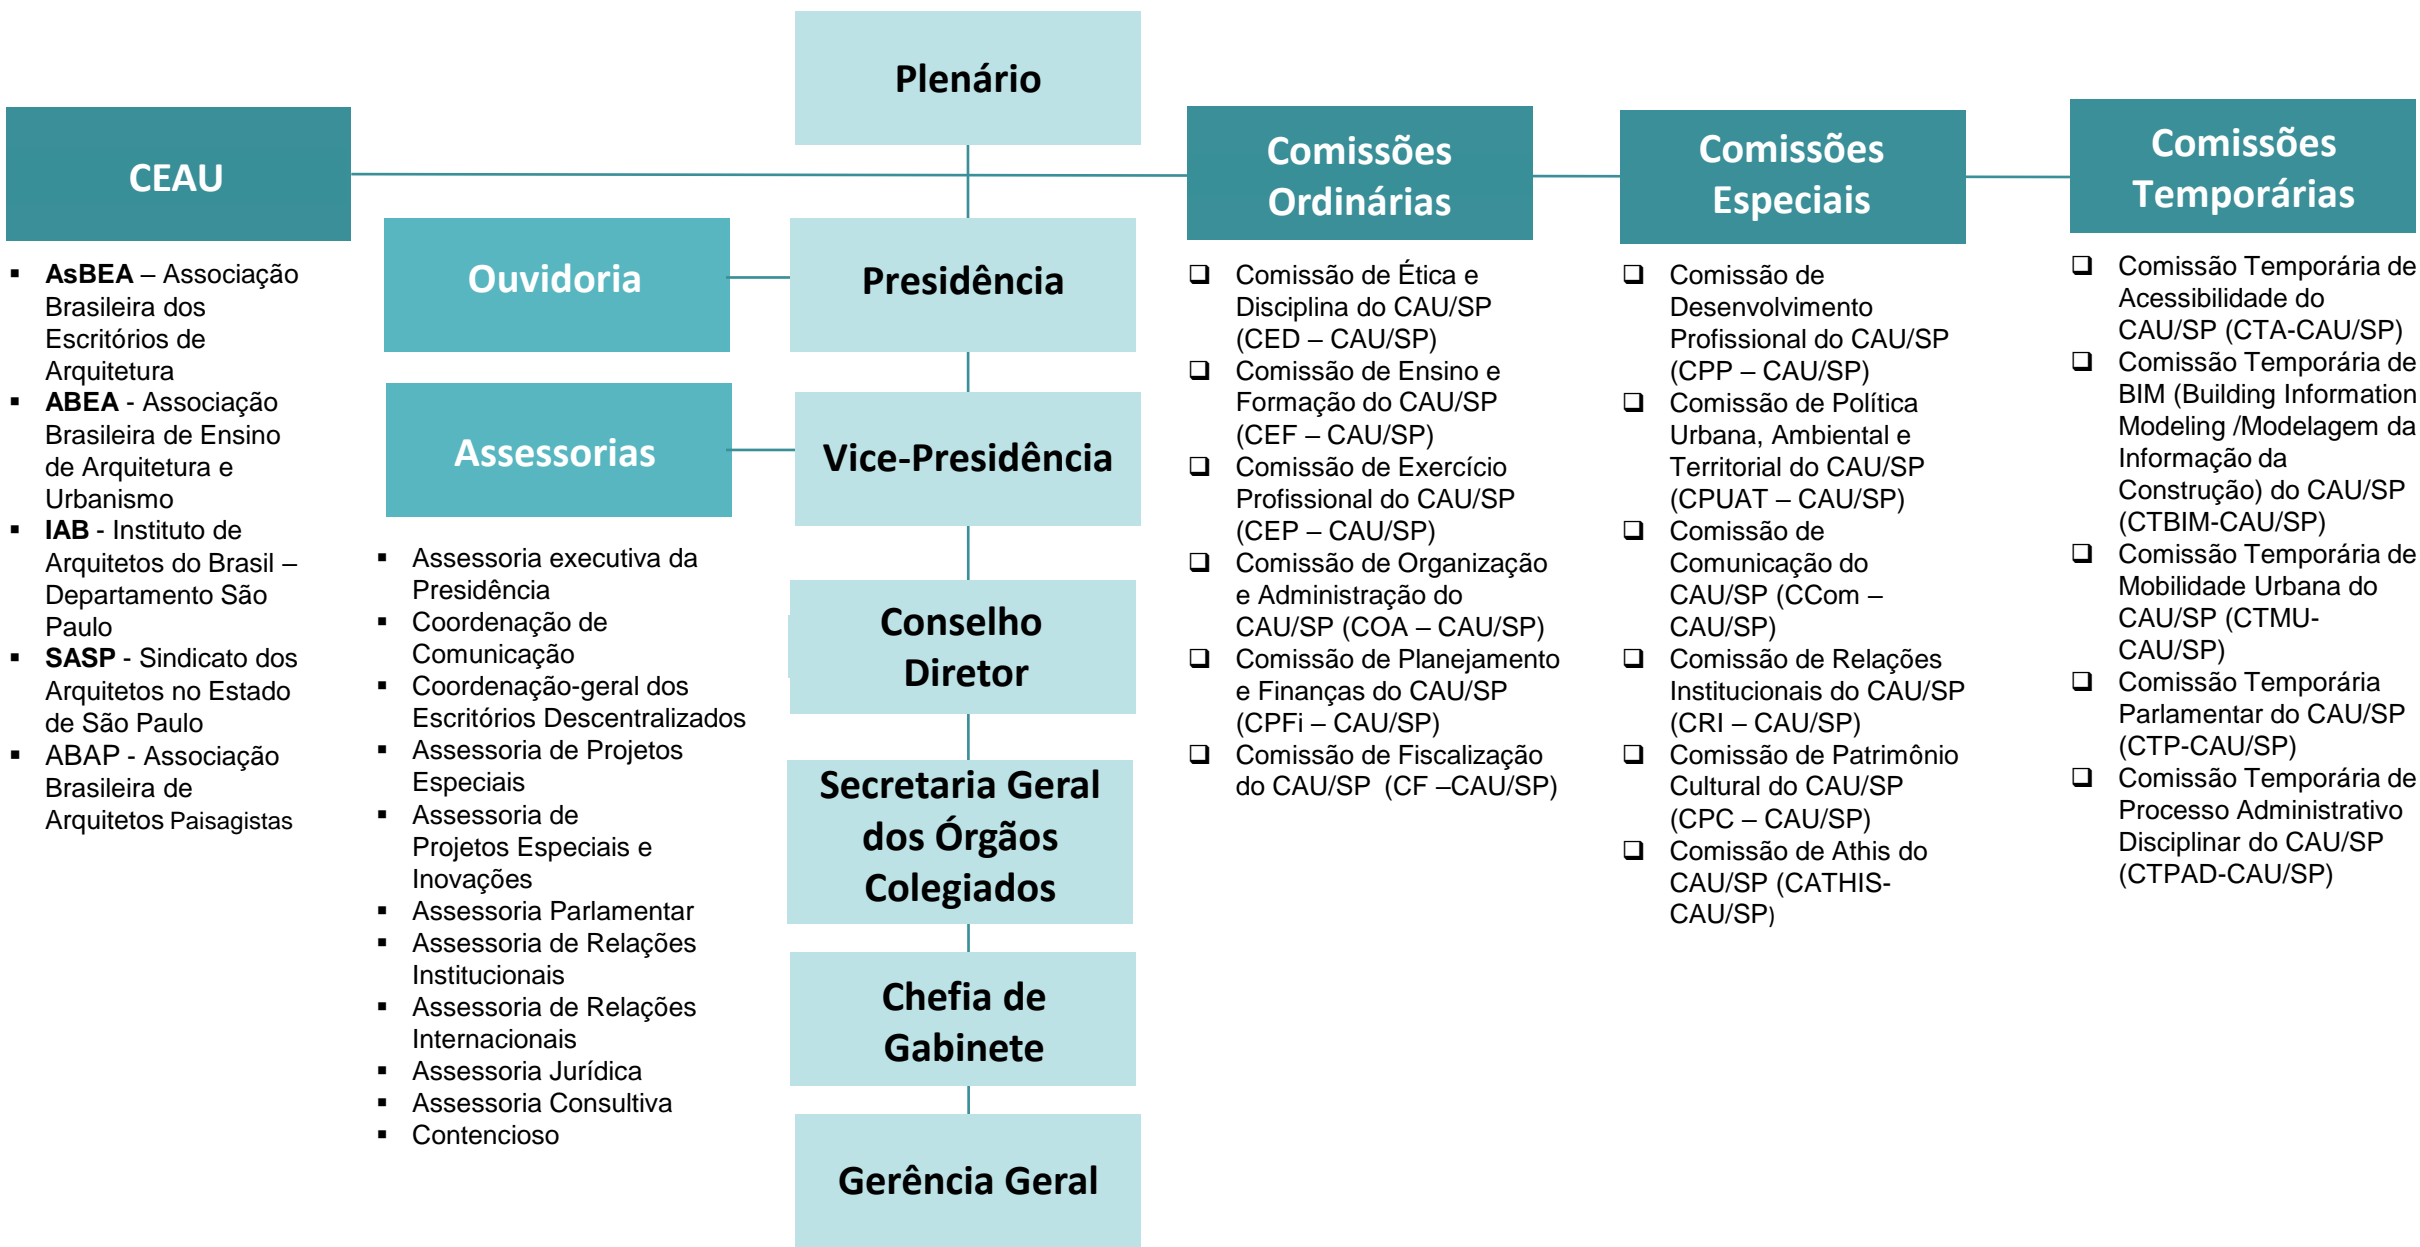 Plenário
CEAU
▪ AsBEA – Associação
Brasileira dos
Escritórios de
Arquitetura
▪ ABEA - Associação
Brasileira de Ensino
de Arquitetura e
Urbanismo
▪ IAB - Instituto de
Arquitetos do Brasil –
Departamento São
Paulo
▪ SASP - Sindicato dos
Arquitetos no Estado
de São Paulo
▪ ABAP - Associação
Brasileira de
Arquitetos Paisagistas
Ouvidoria
Assessorias
▪ Assessoria executiva da
Presidência
▪ Coordenação de
Comunicação
▪ Coordenação-geral dos
Escritórios Descentralizados
▪ Assessoria de Projetos
Especiais
▪ Assessoria de
Projetos Especiais e
Inovações
▪ Assessoria Parlamentar
▪ Assessoria de Relações
Institucionais
▪ Assessoria de Relações
Internacionais
▪ Assessoria Jurídica
▪ Assessoria Consultiva
▪ Contencioso
Presidência
Vice-Presidência
Conselho
Diretor
Secretaria Geral
dos Órgãos
Colegiados
Chefia de
Gabinete
Gerência Geral
Comissões
Ordinárias
❑ Comissão de Ética e
Disciplina do CAU/SP
(CED – CAU/SP)
❑ Comissão de Ensino e
Formação do CAU/SP
(CEF – CAU/SP)
❑ Comissão de Exercício
Profissional do CAU/SP
(CEP – CAU/SP)
❑ Comissão de Organização
e Administração do
CAU/SP (COA – CAU/SP)
❑ Comissão de Planejamento
e Finanças do CAU/SP
(CPFi – CAU/SP)
❑ Comissão de Fiscalização
do CAU/SP (CF –CAU/SP)
Comissões
Especiais
❑ Comissão de
Desenvolvimento
Profissional do CAU/SP
(CPP – CAU/SP)
❑ Comissão de Política
Urbana, Ambiental e
Territorial do CAU/SP
(CPUAT – CAU/SP)
❑ Comissão de
Comunicação do
CAU/SP (CCom –
CAU/SP)
❑ Comissão de Relações
Institucionais do CAU/SP
(CRI – CAU/SP)
❑ Comissão de Patrimônio
Cultural do CAU/SP
(CPC – CAU/SP)
❑ Comissão de Athis do
CAU/SP (CATHIS-
CAU/SP)
Comissões
Temporárias
❑ Comissão Temporária de
Acessibilidade do
CAU/SP (CTA-CAU/SP)
❑ Comissão Temporária de
BIM (Building Information
Modeling /Modelagem da
Informação da
Construção) do CAU/SP
(CTBIM-CAU/SP)
❑ Comissão Temporária de
Mobilidade Urbana do
CAU/SP (CTMU-
CAU/SP)
❑ Comissão Temporária
Parlamentar do CAU/SP
(CTP-CAU/SP)
❑ Comissão Temporária de
Processo Administrativo
Disciplinar do CAU/SP
(CTPAD-CAU/SP)